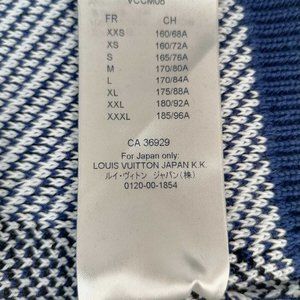 VCCM08
FR CH
XXS 160/68A
XS 160/72A
S 165/76A
M 170/80A
L 170/84A
XL 175/88A
XXL 180/92A
XXXL 185/96A
CA 36929
For Japan only:
LOUIS VUITTON JAPAN K.K.
ルイ・ヴィトン ジャパン(株)
0120-00-1854